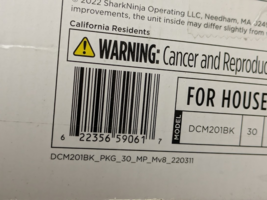 © 2022 SharkNinja Operating LLC, Needham, MA
improvements, the unit inside may differ slightly from
California Residents
WARNING: Cancer and Reproduc
FOR HOUSE
MODEL
DCM201BK
30
6 22356 59061 7
DCM201BK_PKG_30_MP_Mv8_220311